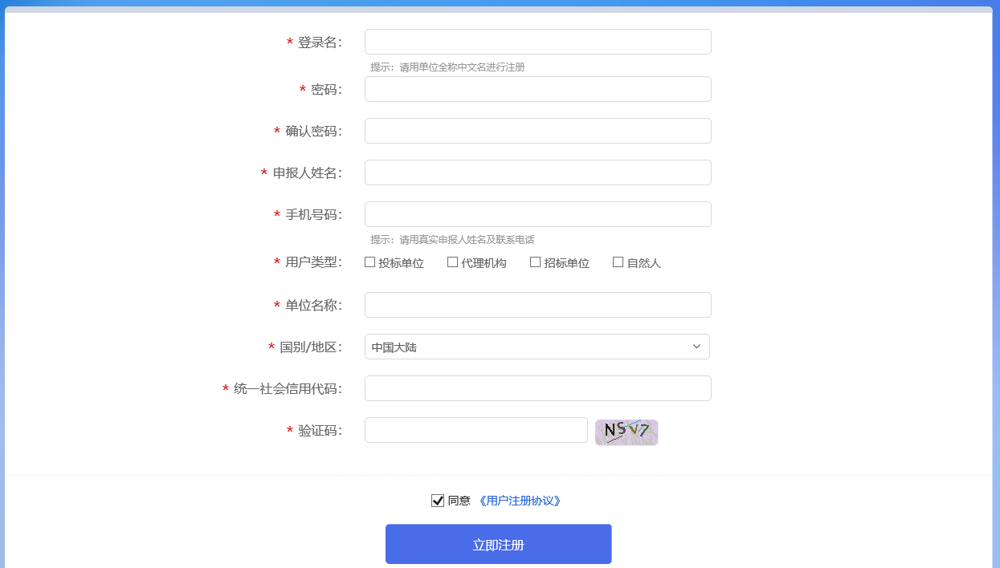 * 登录名：
提示：请用单位全称中文名进行注册
* 密码：
* 确认密码：
* 申报人姓名：
* 手机号码：
提示：请用真实申报人姓名及联系电话
* 用户类型： 投标单位 代理机构 招标单位 自然人
* 单位名称：
* 国别/地区： 中国大陆
* 统一社会信用代码：
* 验证码： NSV7
同意 《用户注册协议》
立即注册